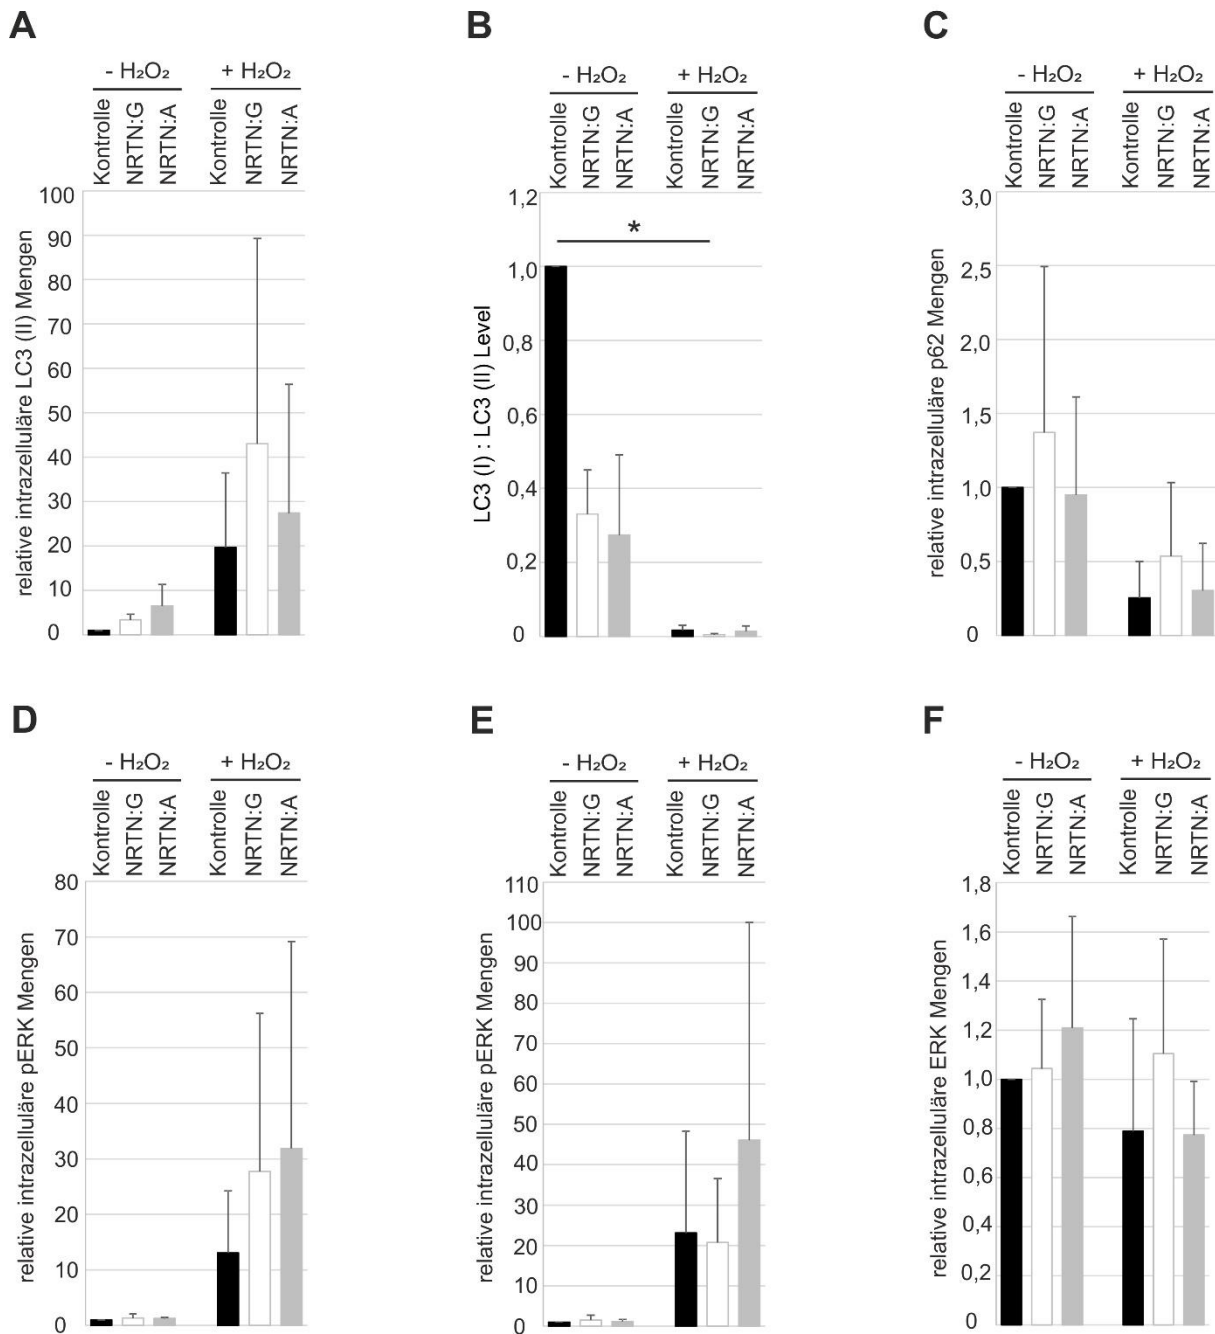 A
- H₂O₂
+ H₂O₂
Kontrolle
NRTN:G
NRTN:A
Kontrolle
NRTN:G
NRTN:A
relative intrazelluläre LC3 (II) Mengen
100
90
80
70
60
50
40
30
20
10
0
B
- H₂O₂
+ H₂O₂
Kontrolle
NRTN:G
NRTN:A
Kontrolle
NRTN:G
NRTN:A
LC3 (I) : LC3 (II) Level
1,2
1,0
0,8
0,6
0,4
0,2
0
*
C
- H₂O₂
+ H₂O₂
Kontrolle
NRTN:G
NRTN:A
Kontrolle
NRTN:G
NRTN:A
relative intrazelluläre p62 Mengen
3,0
2,5
2,0
1,5
1,0
0,5
0
D
- H₂O₂
+ H₂O₂
Kontrolle
NRTN:G
NRTN:A
Kontrolle
NRTN:G
NRTN:A
relative intrazelluläre pERK Mengen
80
70
60
50
40
30
20
10
0
E
- H₂O₂
+ H₂O₂
Kontrolle
NRTN:G
NRTN:A
Kontrolle
NRTN:G
NRTN:A
relative intrazelluläre pERK Mengen
110
100
90
80
70
60
50
40
30
20
10
0
F
- H₂O₂
+ H₂O₂
Kontrolle
NRTN:G
NRTN:A
Kontrolle
NRTN:G
NRTN:A
relative intrazelluläre ERK Mengen
1,8
1,6
1,4
1,2
1,0
0,8
0,6
0,4
0,2
0